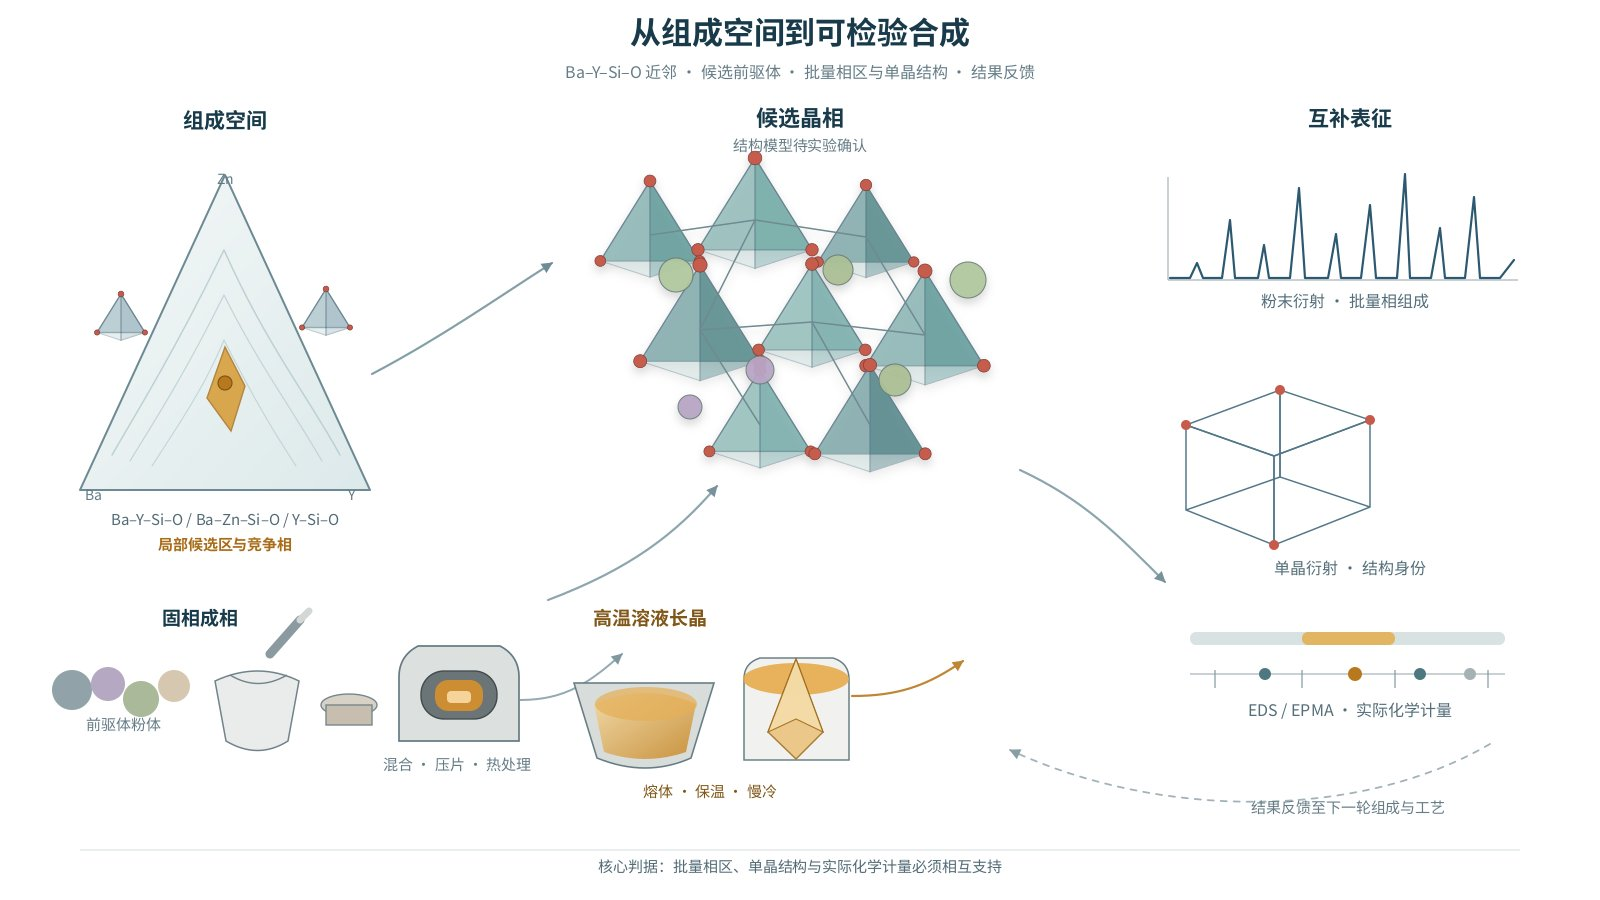 从组成空间到可检验合成
Ba–Y–Si–O 近邻 · 候选前驱体 · 批量相区与单晶结构 · 结果反馈
组成空间
Zn
Ba
Y
Ba–Y–Si–O / Ba–Zn–Si–O / Y–Si–O
局部候选区与竞争相
候选晶相
结构模型待实验确认
互补表征
粉末衍射 · 批量相组成
单晶衍射 · 结构身份
EDS / EPMA · 实际化学计量
结果反馈至下一轮组成与工艺
固相成相
前驱体粉体
混合 · 压片 · 热处理
高温溶液长晶
熔体 · 保温 · 慢冷
核心判据：批量相区、单晶结构与实际化学计量必须相互支持